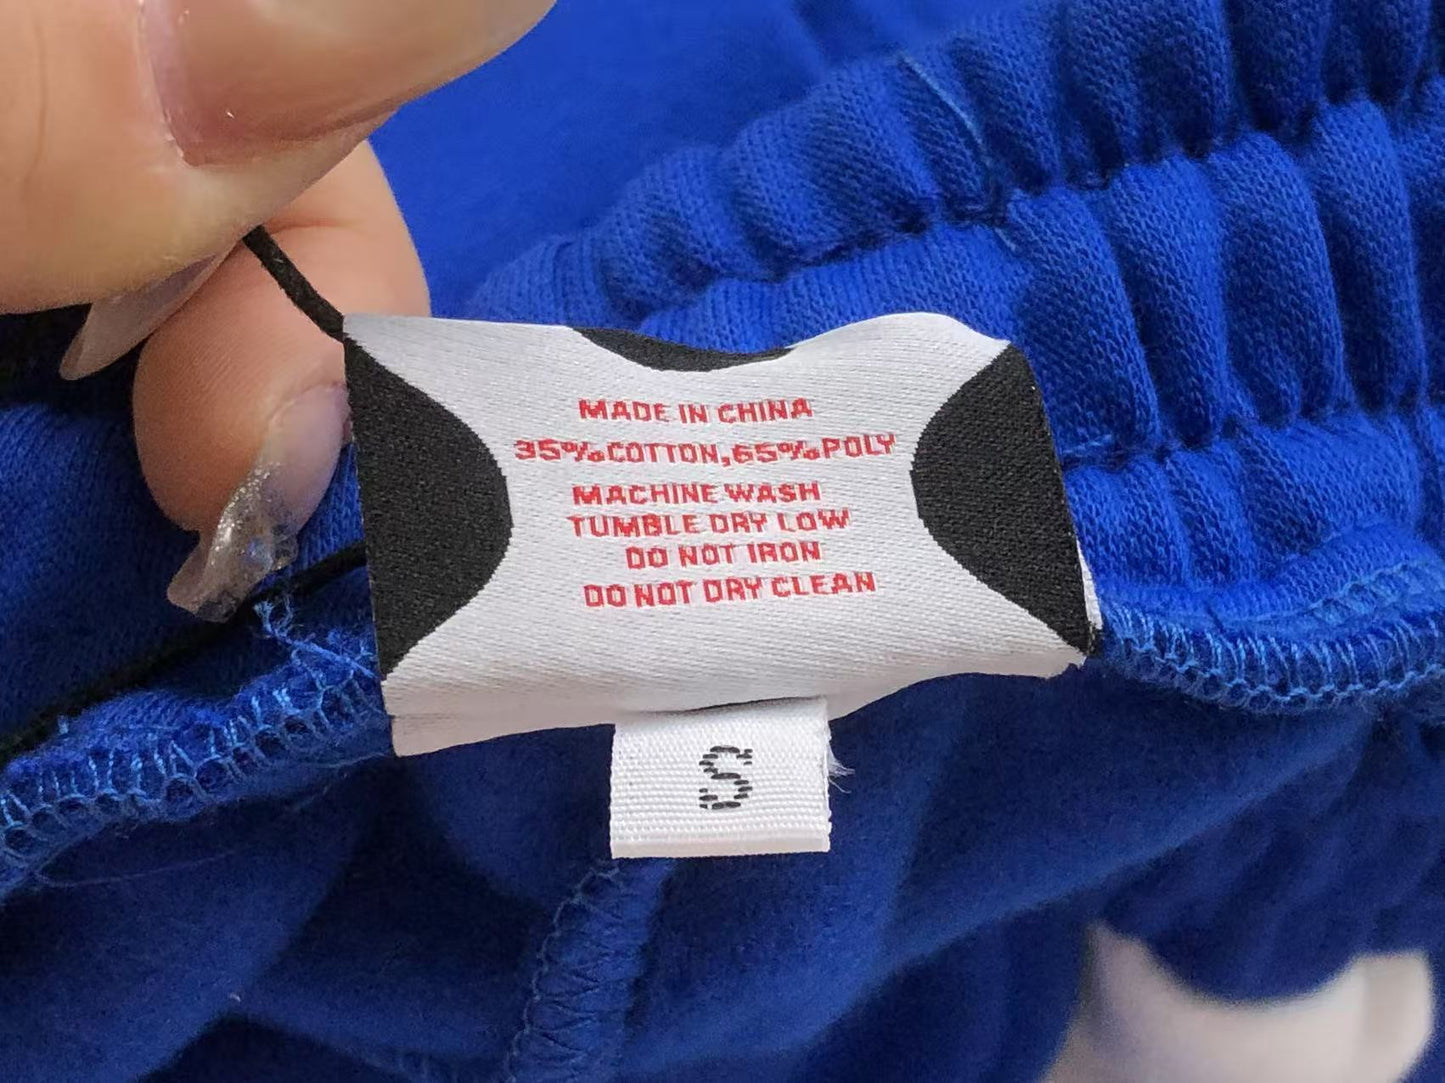 MADE IN CHINA
35%COTTON,65%POLY
MACHINE WASH
TUMBLE DRY LOW
DO NOT IRON
DO NOT DRY CLEAN
S